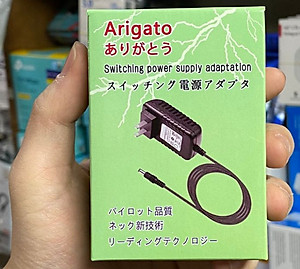 Arigato
ありがとう
Switching power supply adaptation
スイッチング電源アダプタ
パイロット品質
ネック新技術
リーディングテクノロジー